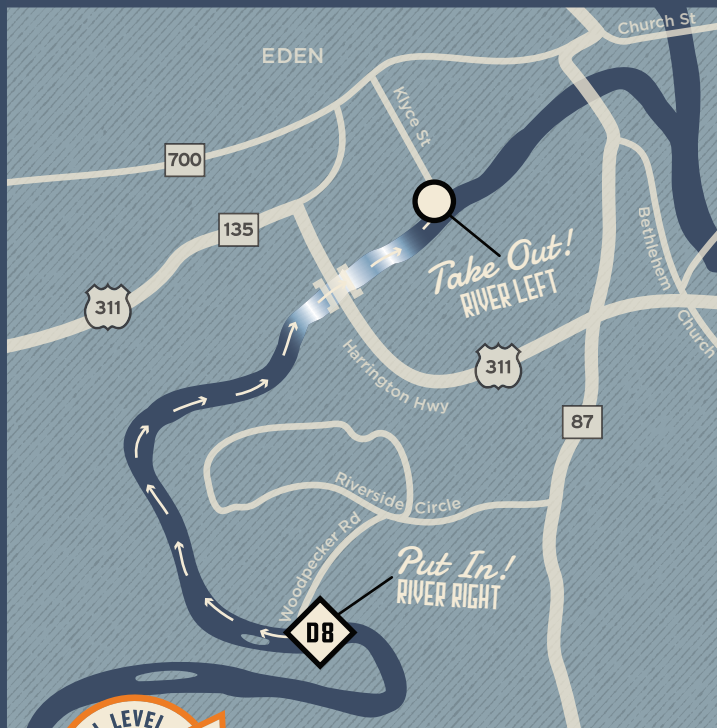 Church St
EDEN
Klyce St
700
135
Bethlehem
Church
Take Out!
RIVER LEFT
311
311
Harrington Hwy
87
Riverside Circle
Woodpecker Rd
Put In!
RIVER RIGHT
D8
LEVEL